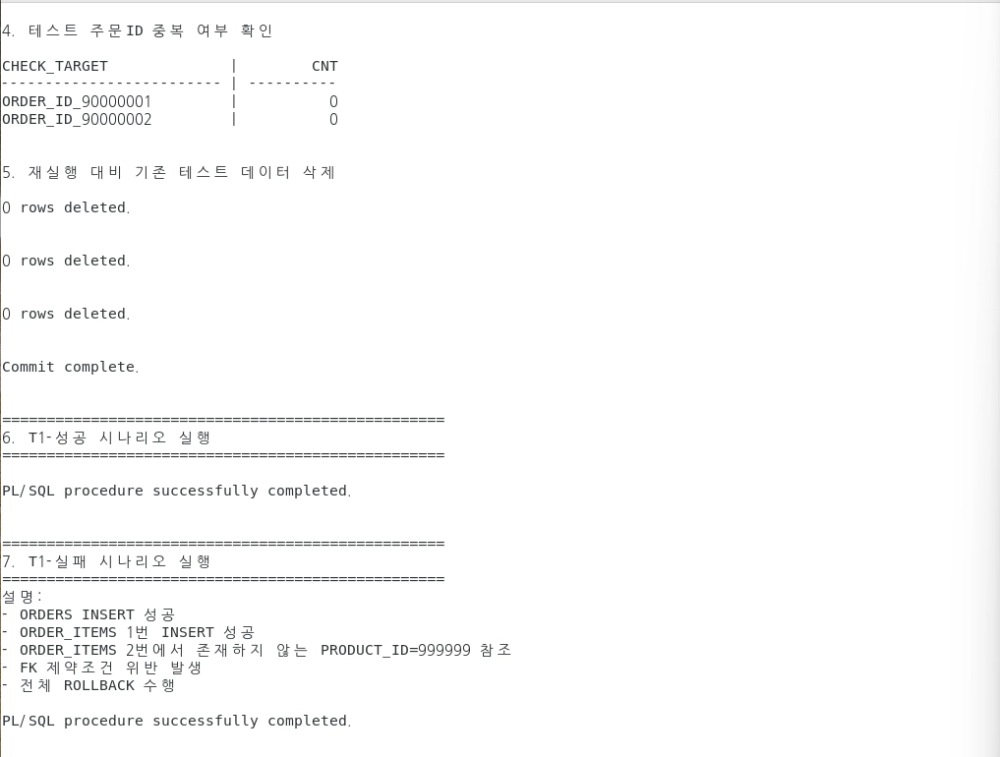 4. 테스트 주문ID 중복 여부 확인
CHECK_TARGET | CNT
------------------------- | ----------
ORDER_ID_90000001 | 0
ORDER_ID_90000002 | 0
5. 재실행 대비 기존 테스트 데이터 삭제
0 rows deleted.
0 rows deleted.
0 rows deleted.
Commit complete.
==================================================
6. T1-성공 시나리오 실행
==================================================
PL/SQL procedure successfully completed.
==================================================
7. T1-실패 시나리오 실행
==================================================
설명:
- ORDERS INSERT 성공
- ORDER_ITEMS 1번 INSERT 성공
- ORDER_ITEMS 2번에서 존재하지 않는 PRODUCT_ID=999999 참조
- FK 제약조건 위반 발생
- 전체 ROLLBACK 수행
PL/SQL procedure successfully completed.